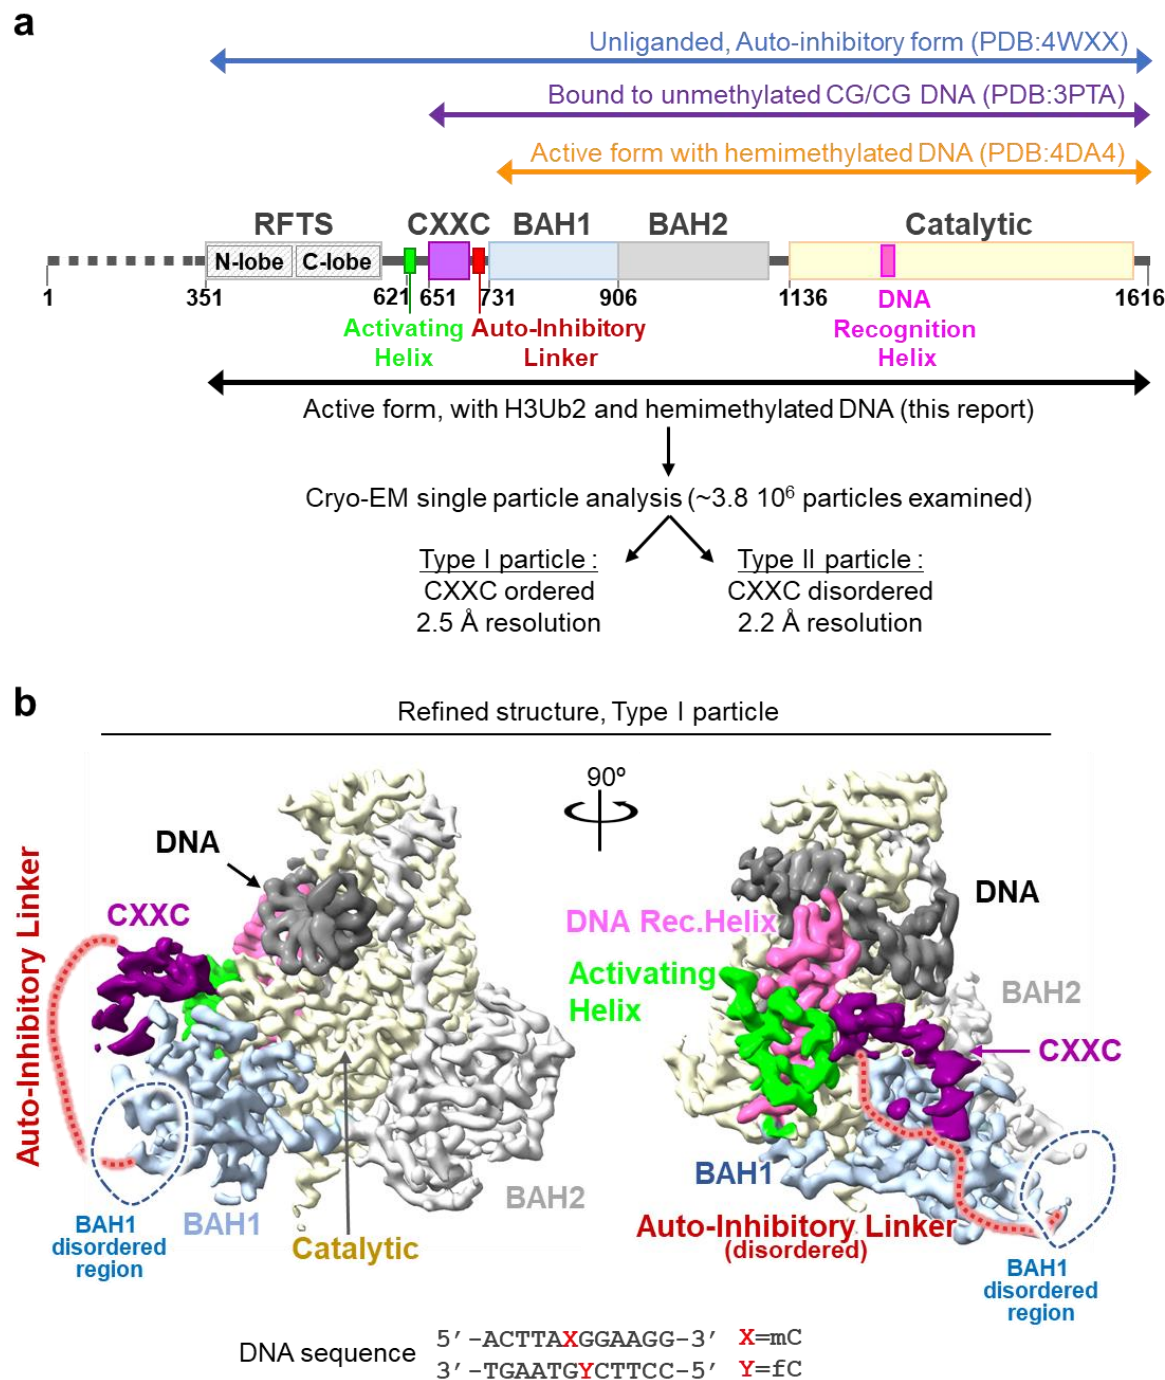 a
Unliganded, Auto-inhibitory form (PDB:4WXX)
Bound to unmethylated CG/CG DNA (PDB:3PTA)
Active form with hemimethylated DNA (PDB:4DA4)
RFTS CXXC BAH1 BAH2 Catalytic
N-lobe C-lobe
1 351 621 651 731 906 1136 1616
Activating Helix
Auto-Inhibitory Linker
DNA Recognition Helix
Active form, with H3Ub2 and hemimethylated DNA (this report)
Cryo-EM single particle analysis (~3.8 10⁶ particles examined)
Type I particle :
CXXC ordered
2.5 Å resolution
Type II particle :
CXXC disordered
2.2 Å resolution
b
Refined structure, Type I particle
90º
Auto-Inhibitory Linker
DNA
CXXC
BAH1
disordered
region
BAH1
Catalytic
BAH2
DNA Rec.Helix
Activating
Helix
DNA
BAH2
CXXC
BAH1
Auto-Inhibitory Linker
(disordered)
BAH1
disordered
region
DNA sequence
5′-ACTTAXGGAAGG-3′ X=mC
3′-TGAATGYCTTCC-5′ Y=fC